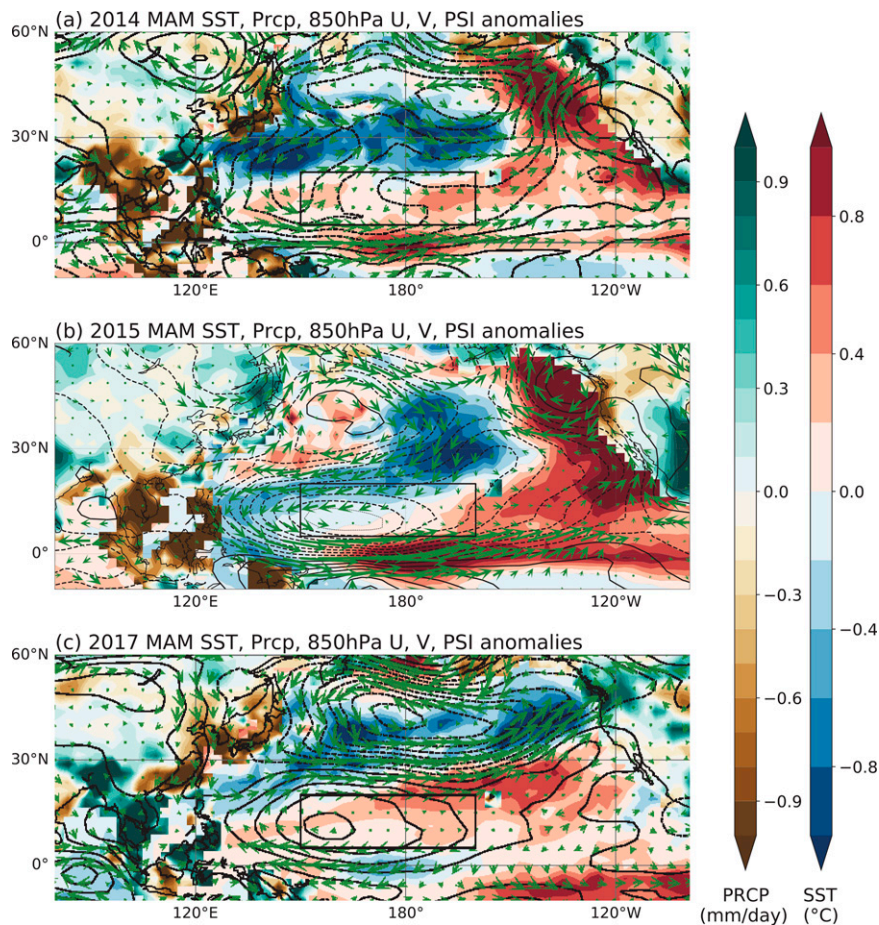 (a) 2014 MAM SST, Prcp, 850hPa U, V, PSI anomalies
60°N
30°N
0°
120°E 180° 120°W
(b) 2015 MAM SST, Prcp, 850hPa U, V, PSI anomalies
60°N
30°N
0°
120°E 180° 120°W
(c) 2017 MAM SST, Prcp, 850hPa U, V, PSI anomalies
60°N
30°N
0°
120°E 180° 120°W
0.9
0.6
0.3
0.0
−0.3
−0.6
−0.9
PRCP
(mm/day)
0.8
0.4
0.0
−0.4
−0.8
SST
(°C)